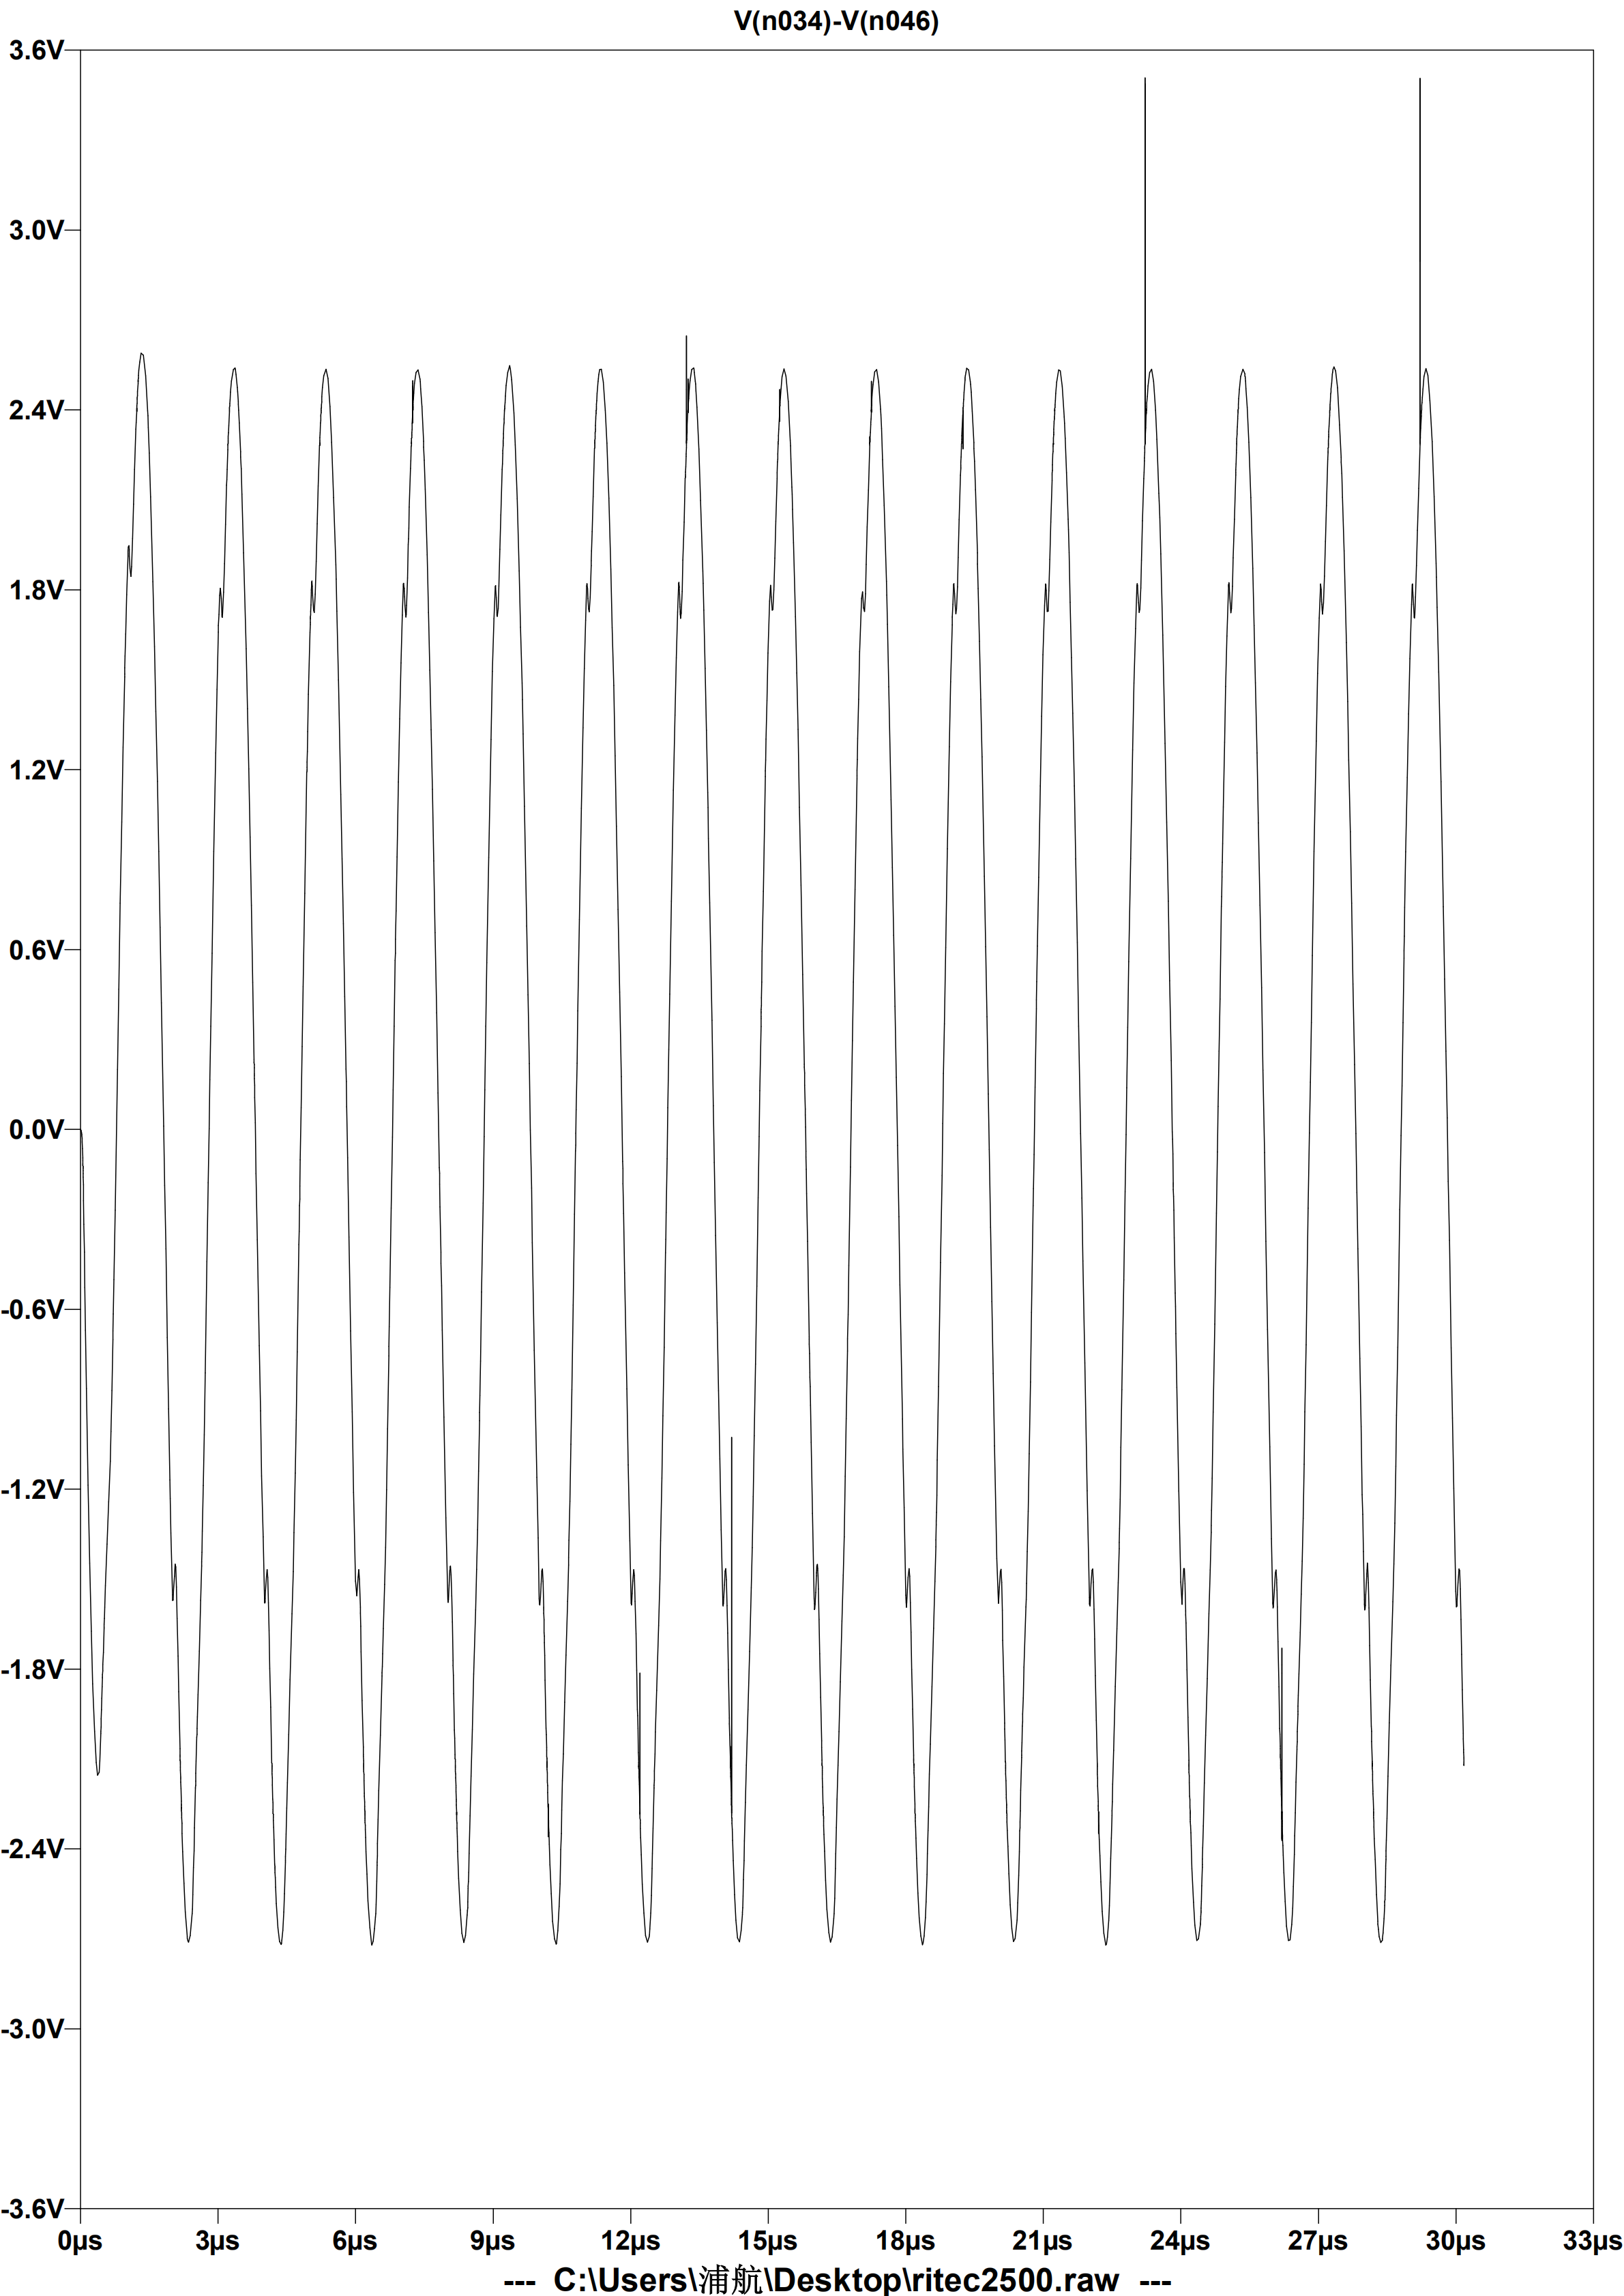 V(n034)-V(n046)
3.6V
3.0V
2.4V
1.8V
1.2V
0.6V
0.0V
-0.6V
-1.2V
-1.8V
-2.4V
-3.0V
-3.6V
0µs 3µs 6µs 9µs 12µs 15µs 18µs 21µs 24µs 27µs 30µs 33µs
--- C:\Users\浦航\Desktop\ritec2500.raw ---